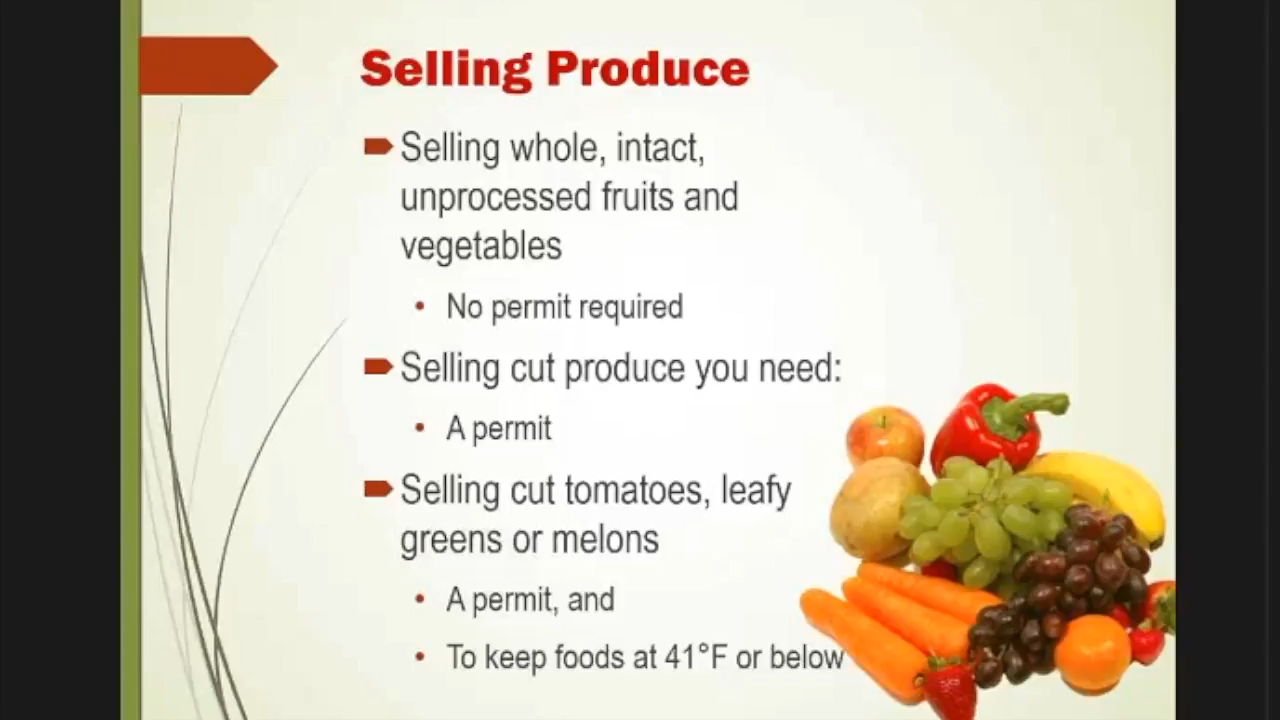 Selling Produce
Selling whole, intact,
unprocessed fruits and
vegetables
• No permit required
Selling cut produce you need:
• A permit
Selling cut tomatoes, leafy
greens or melons
• A permit, and
• To keep foods at 41°F or below